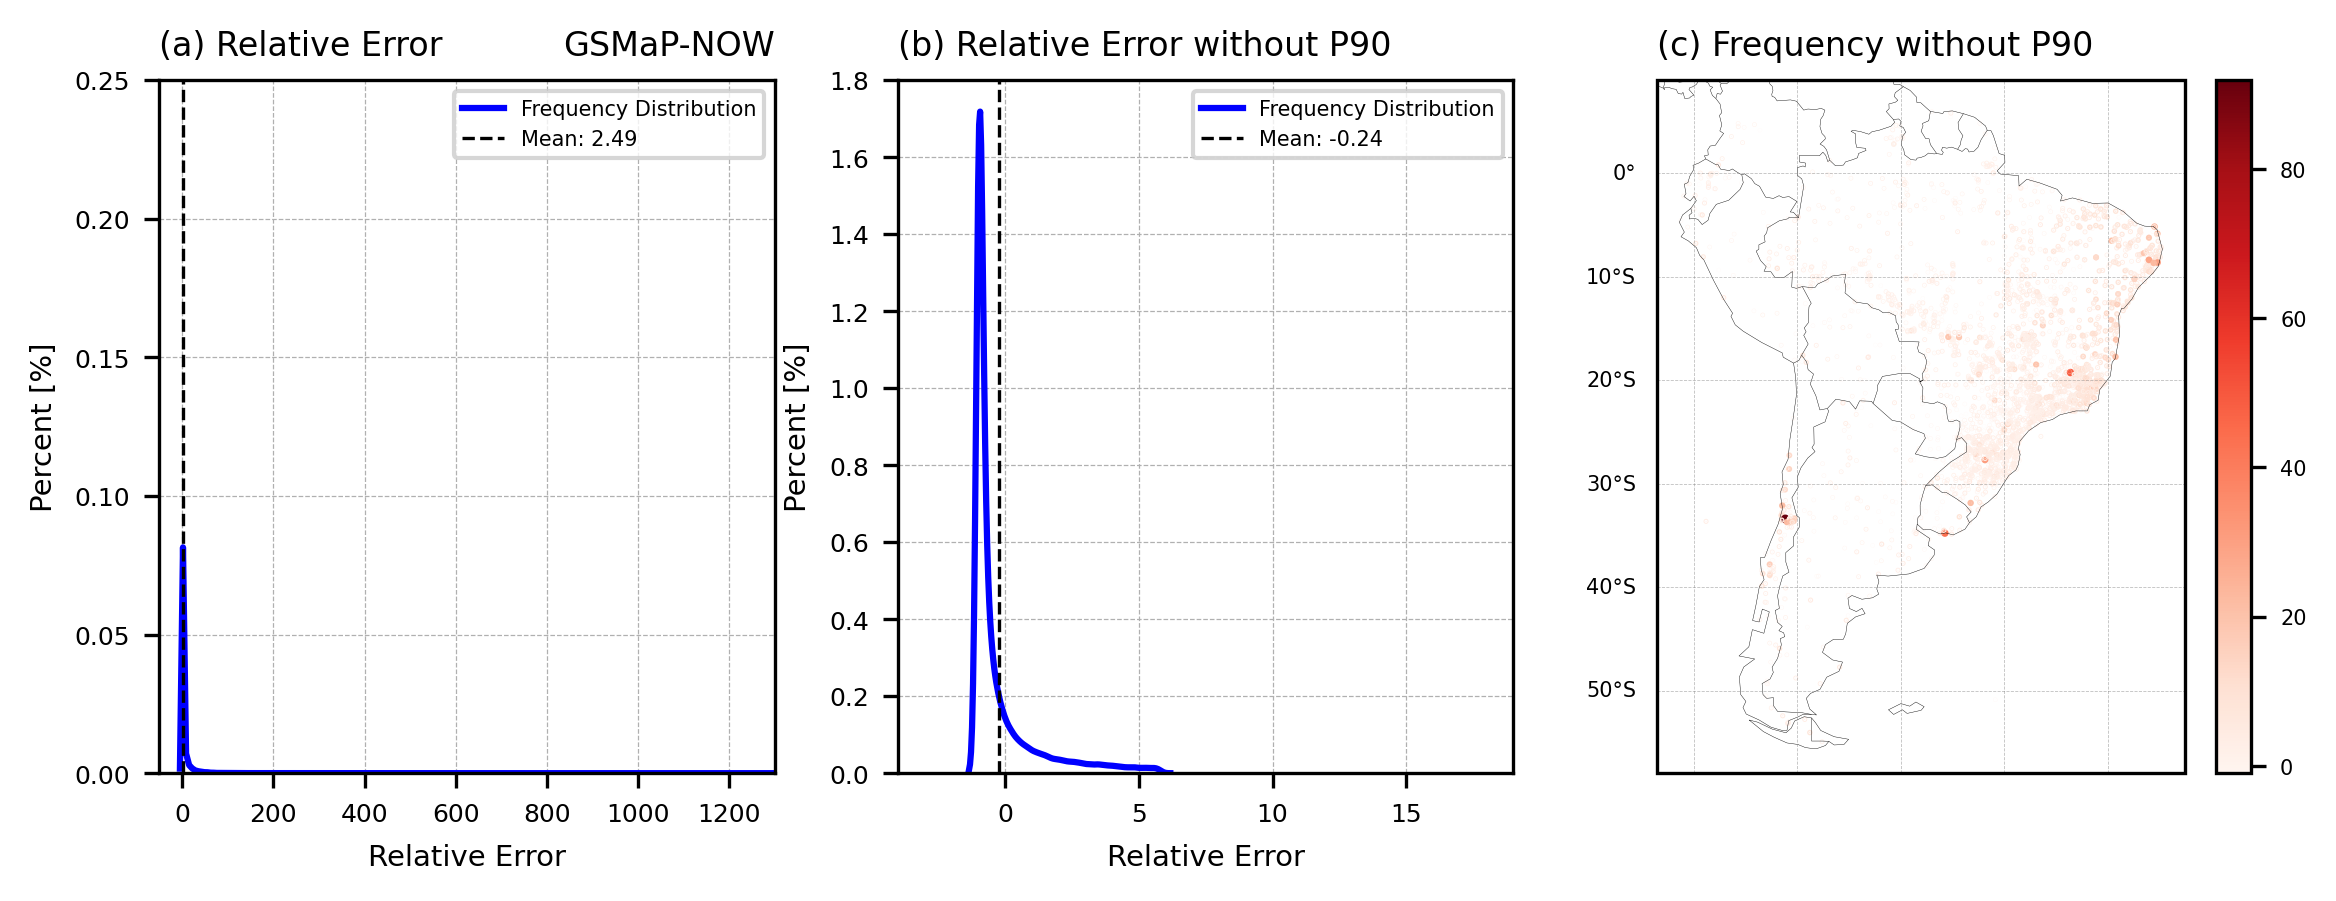 (a) Relative Error
GSMaP-NOW
Percent [%]
0.25
0.20
0.15
0.10
0.05
0.00
Frequency Distribution
Mean: 2.49
0
200
400
600
800
1000
1200
Relative Error
(b) Relative Error without P90
Percent [%]
1.8
1.6
1.4
1.2
1.0
0.8
0.6
0.4
0.2
0.0
Frequency Distribution
Mean: -0.24
0
5
10
15
Relative Error
(c) Frequency without P90
0°
10°S
20°S
30°S
40°S
50°S
80
60
40
20
0